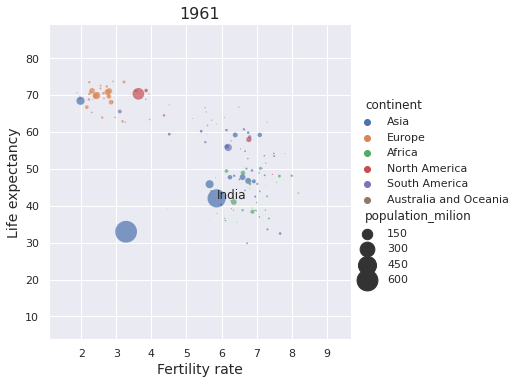 1961
Life expectancy
80
70
60
50
40
30
20
10
India
2 3 4 5 6 7 8 9
Fertility rate
continent
Asia
Europe
Africa
North America
South America
Australia and Oceania
population_milion
150
300
450
600